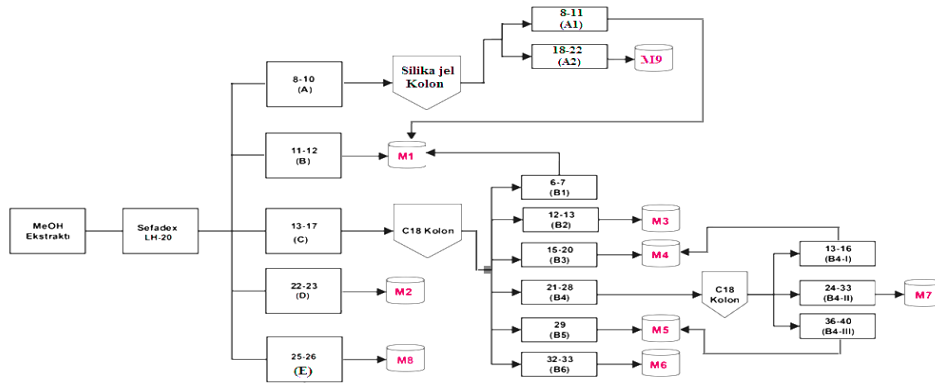 MeOH
Ekstraktı
Sefadex
LH-20
8-10
(A)
Silika jel
Kolon
8-11
(A1)
18-22
(A2)
M9
11-12
(B)
M1
13-17
(C)
C18 Kolon
6-7
(B1)
12-13
(B2)
M3
15-20
(B3)
M4
21-28
(B4)
C18
Kolon
13-16
(B4-I)
24-33
(B4-II)
M7
36-40
(B4-III)
29
(B5)
M5
32-33
(B6)
M6
22-23
(D)
M2
25-26
(E)
M8